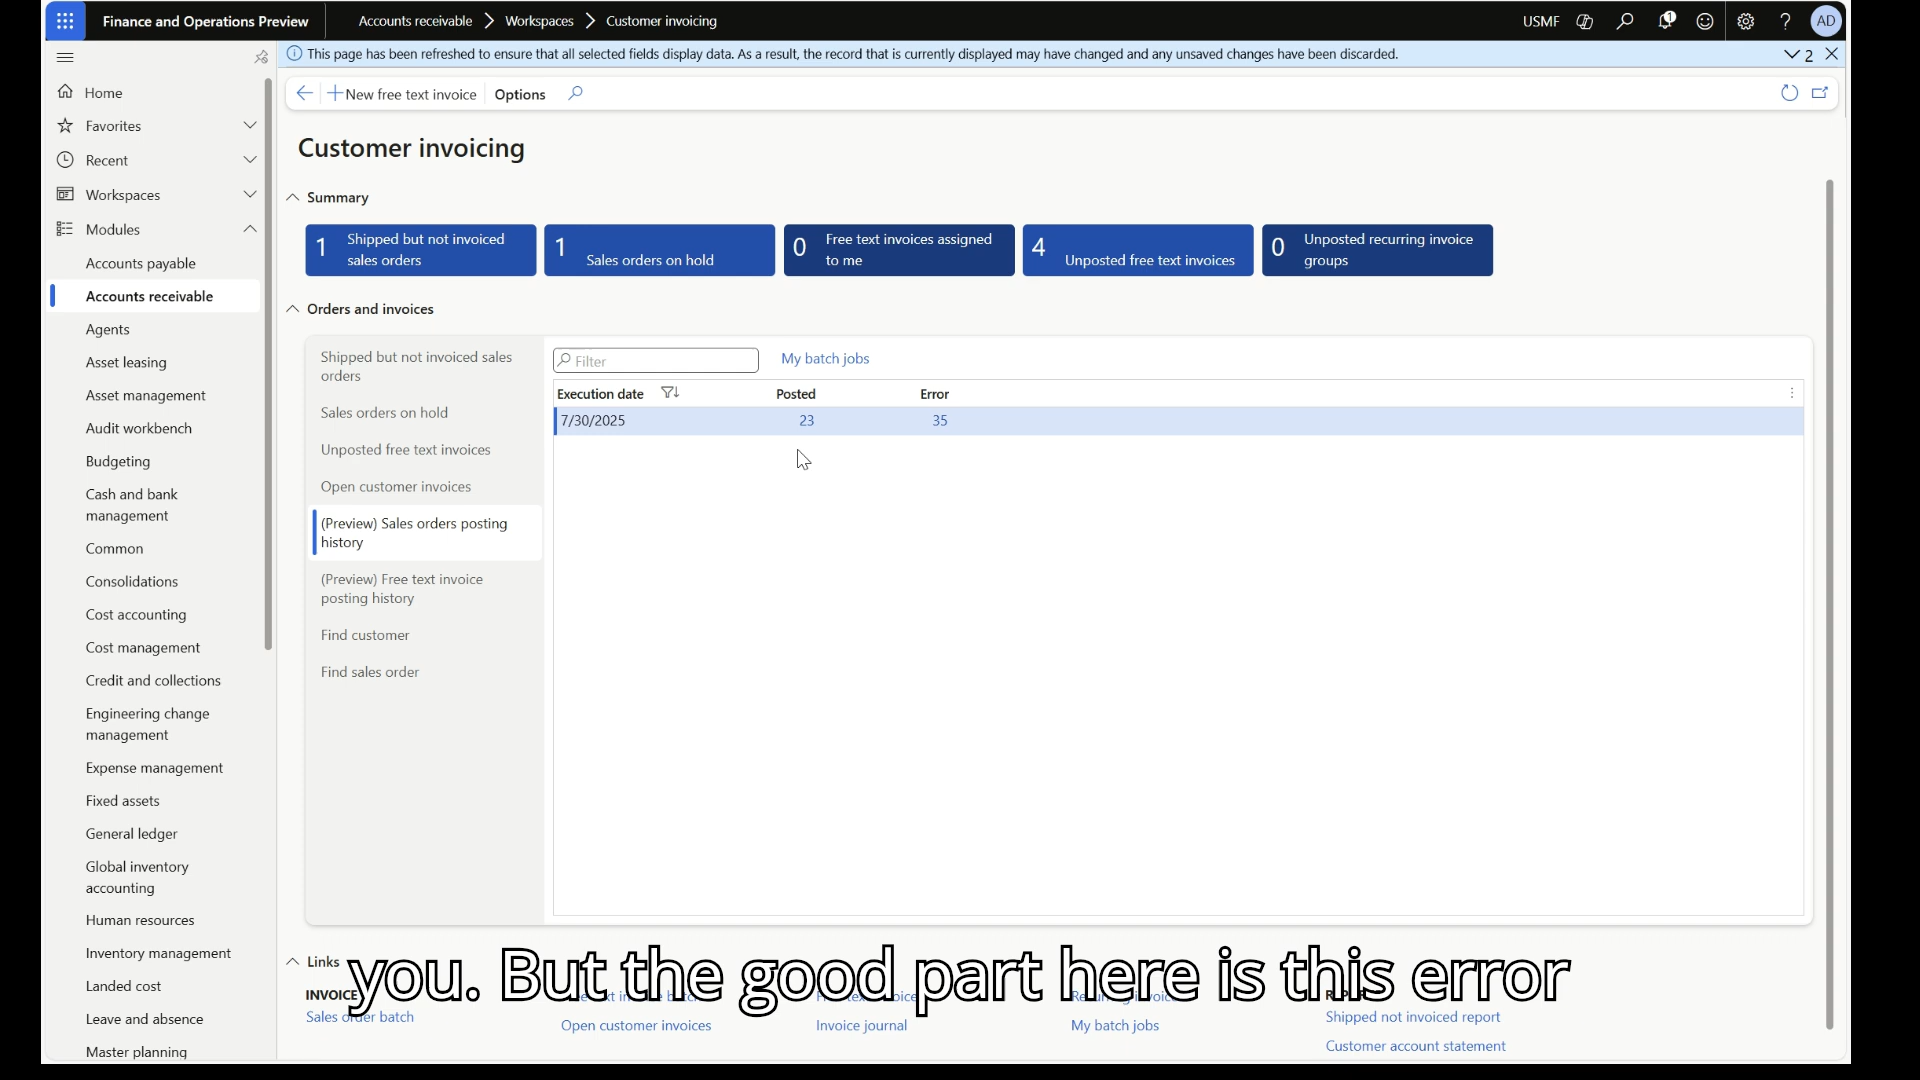 Finance and Operations Preview
Accounts receivable
Workspaces
Customer invoicing
USMF
1
?
AD
This page has been refreshed to ensure that all selected fields display data. As a result, the record that is currently displayed may have changed and any unsaved changes have been discarded.
2
Home
Favorites
Recent
Workspaces
Modules
Accounts payable
Accounts receivable
Agents
Asset leasing
Asset management
Audit workbench
Budgeting
Cash and bank
management
Common
Consolidations
Cost accounting
Cost management
Credit and collections
Engineering change
management
Expense management
Fixed assets
General ledger
Global inventory
accounting
Human resources
Inventory management
Landed cost
Leave and absence
Master planning
New free text invoice
Options
Customer invoicing
Summary
1 Shipped but not invoiced
sales orders
1 Sales orders on hold
0 Free text invoices assigned
to me
4 Unposted free text invoices
0 Unposted recurring invoice
groups
Orders and invoices
Shipped but not invoiced sales
orders
Sales orders on hold
Unposted free text invoices
Open customer invoices
(Preview) Sales orders posting
history
(Preview) Free text invoice
posting history
Find customer
Find sales order
Filter
My batch jobs
Execution date Posted Error
7/30/2025 23 35
Links
you. But the good part here is this error
INVOICE
Sales order batch
Open customer invoices
Invoice journal
My batch jobs
Shipped not invoiced report
Customer account statement